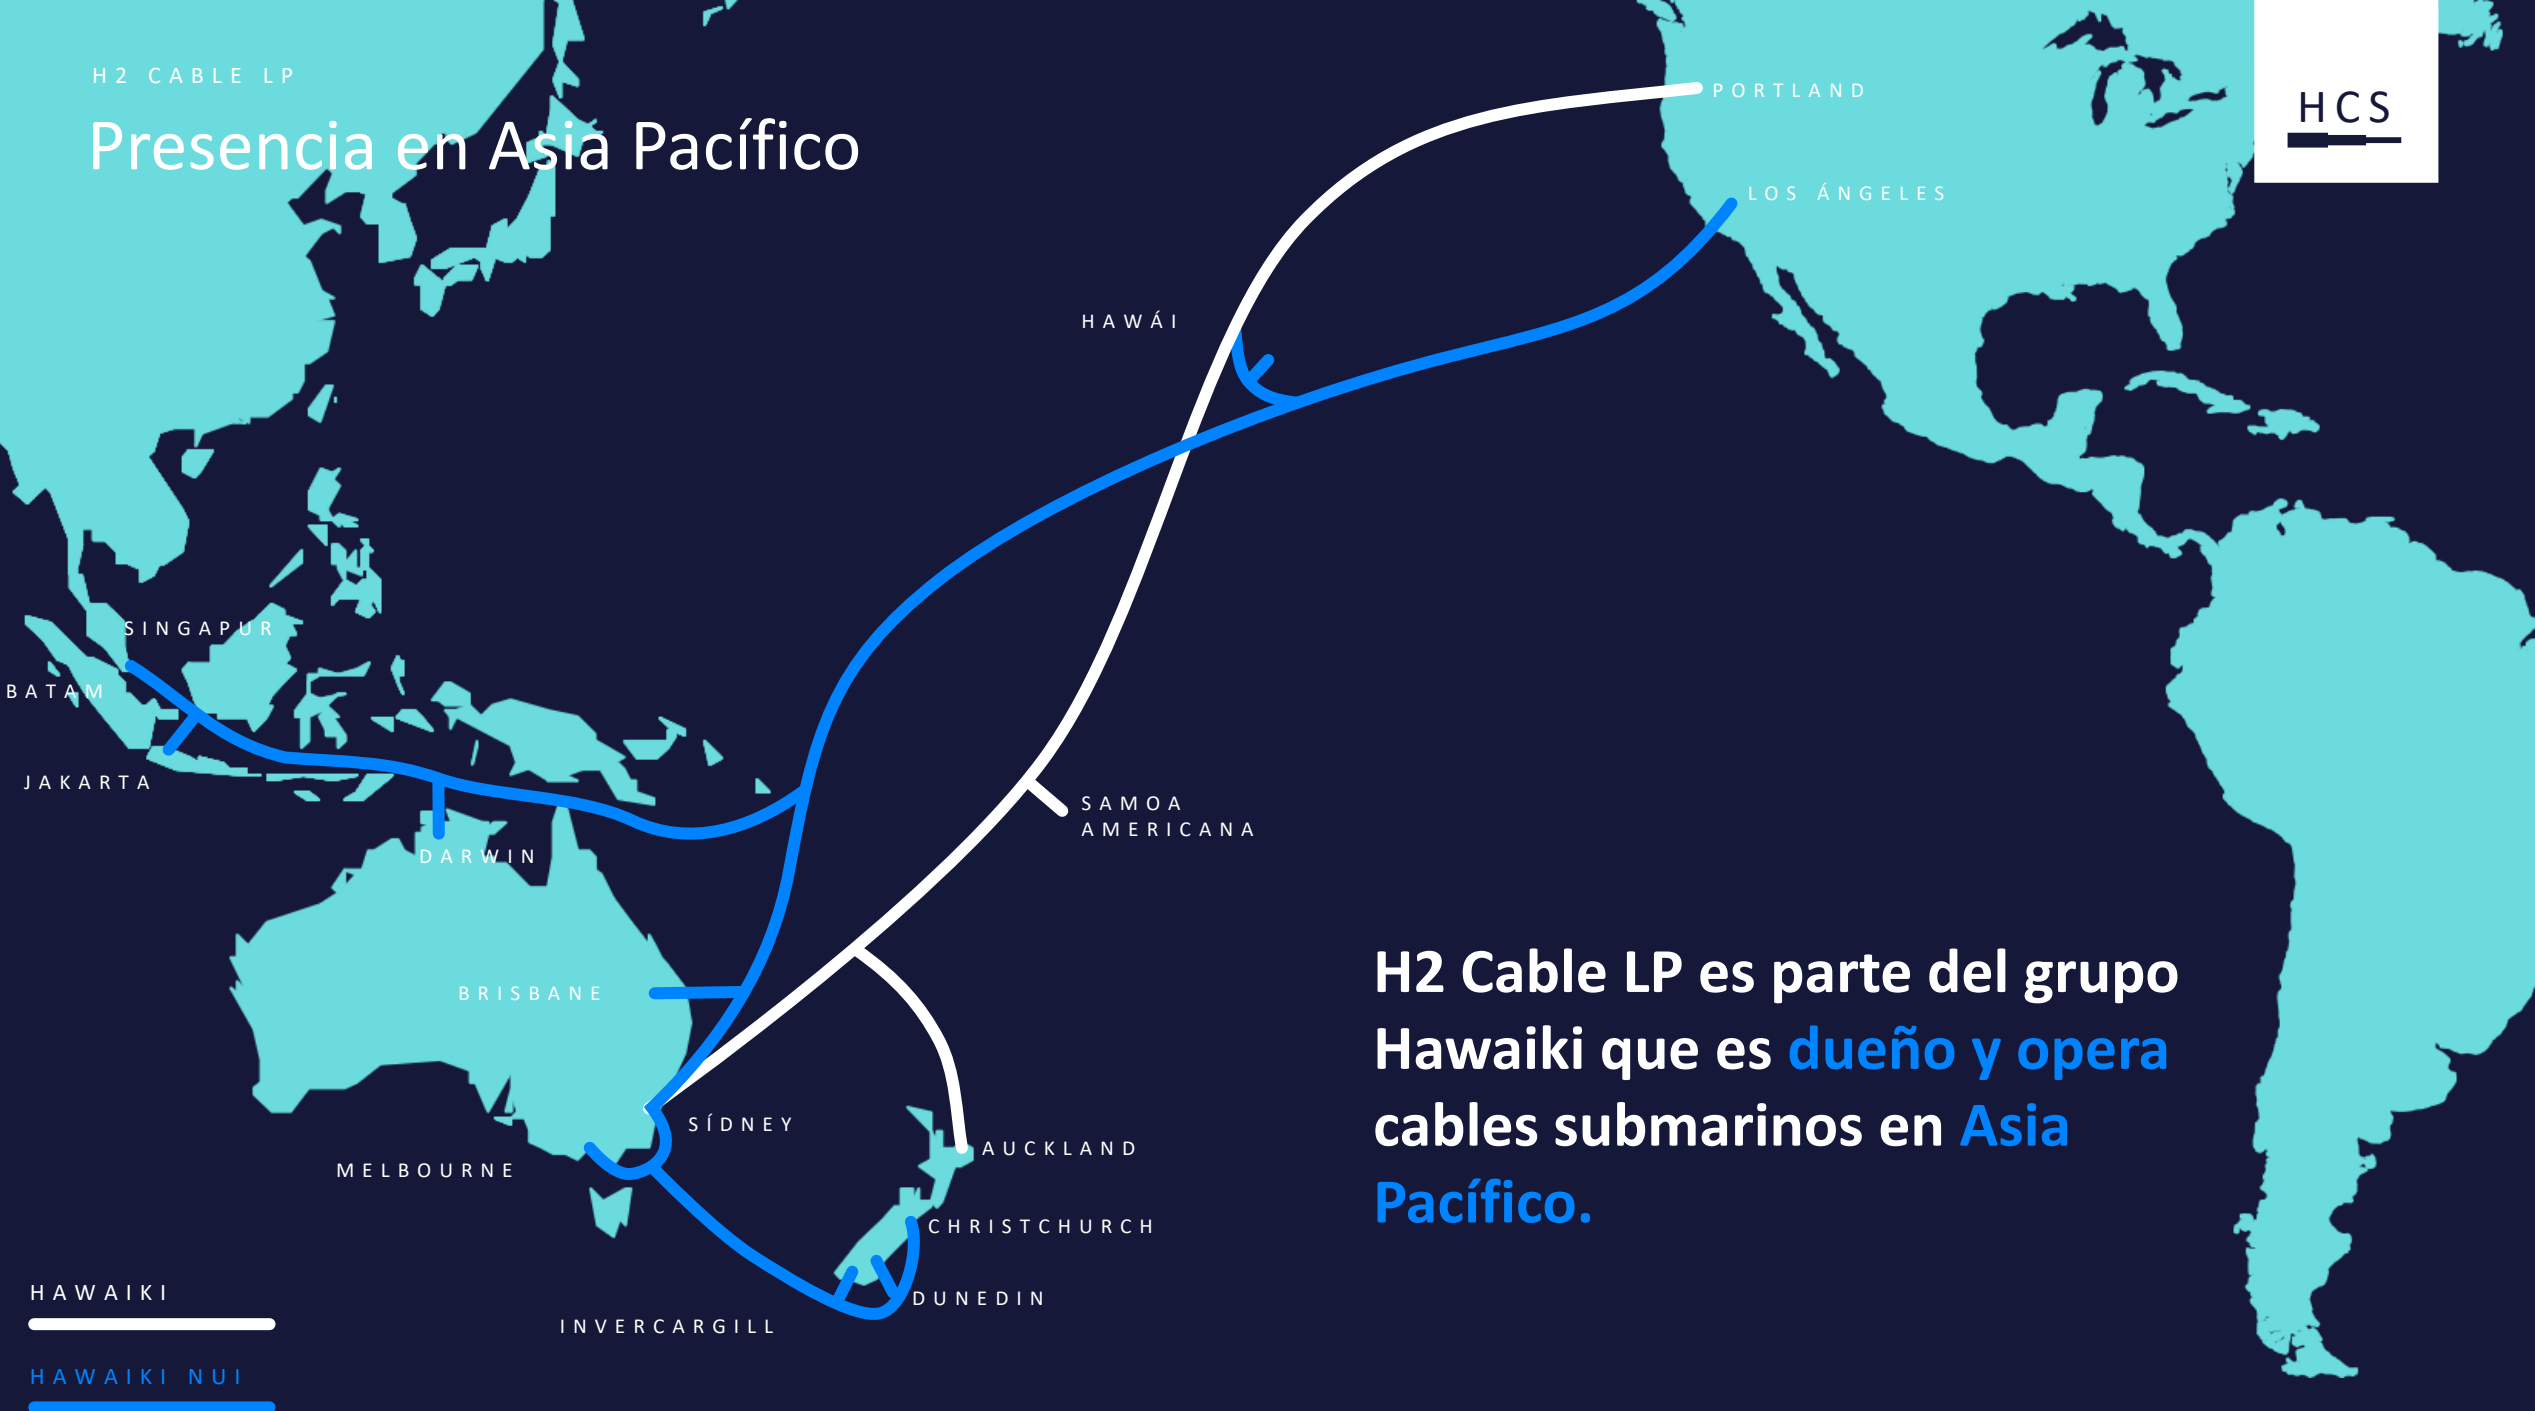 H2 CABLE LP
Presencia en Asia Pacífico
HCS
PORTLAND
LOS ÁNGELES
HAWÁI
SINGAPUR
BATAM
JAKARTA
SAMOA
AMERICANA
DARWIN
BRISBANE
SÍDNEY
MELBOURNE
AUCKLAND
CHRISTCHURCH
DUNEDIN
INVERCARGILL
H2 Cable LP es parte del grupo
Hawaiki que es dueño y opera
cables submarinos en Asia
Pacífico.
HAWAIKI
HAWAIKI NUI